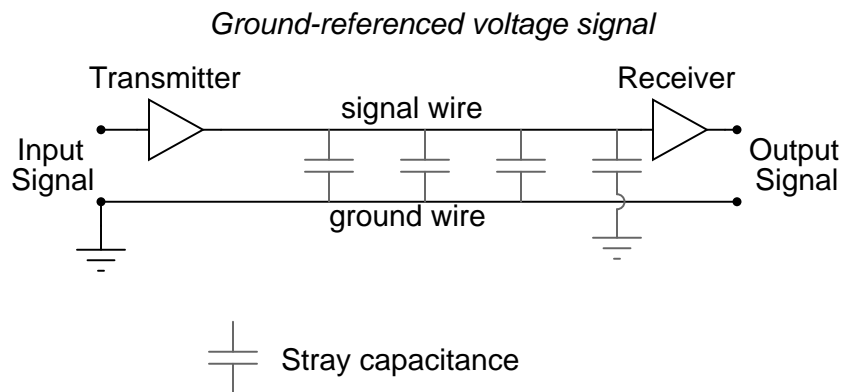 Ground-referenced voltage signal
Transmitter
Receiver
signal wire
Input
Signal
Output
Signal
ground wire
Stray capacitance